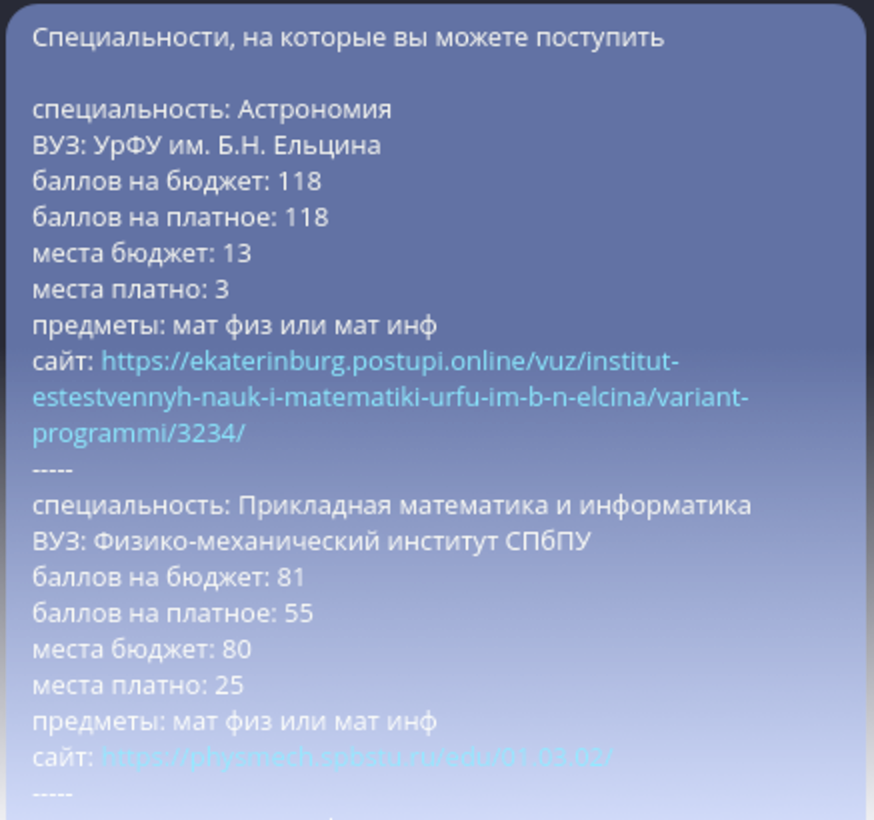 Специальности, на которые вы можете поступить
специальность: Астрономия
ВУЗ: УрФУ им. Б.Н. Ельцина
баллов на бюджет: 118
баллов на платное: 118
места бюджет: 13
места платно: 3
предметы: мат физ или мат инф
сайт: https://ekaterinburg.postupi.online/vuz/institut-
estestvennyh-nauk-i-matematiki-urfu-im-b-n-elcina/variant-
programmi/3234/
-----
специальность: Прикладная математика и информатика
ВУЗ: Физико-механический институт СПбПУ
баллов на бюджет: 81
баллов на платное: 55
места бюджет: 80
места платно: 25
предметы: мат физ или мат инф
сайт: https://physmech.spbstu.ru/edu/01.03.02/
-----